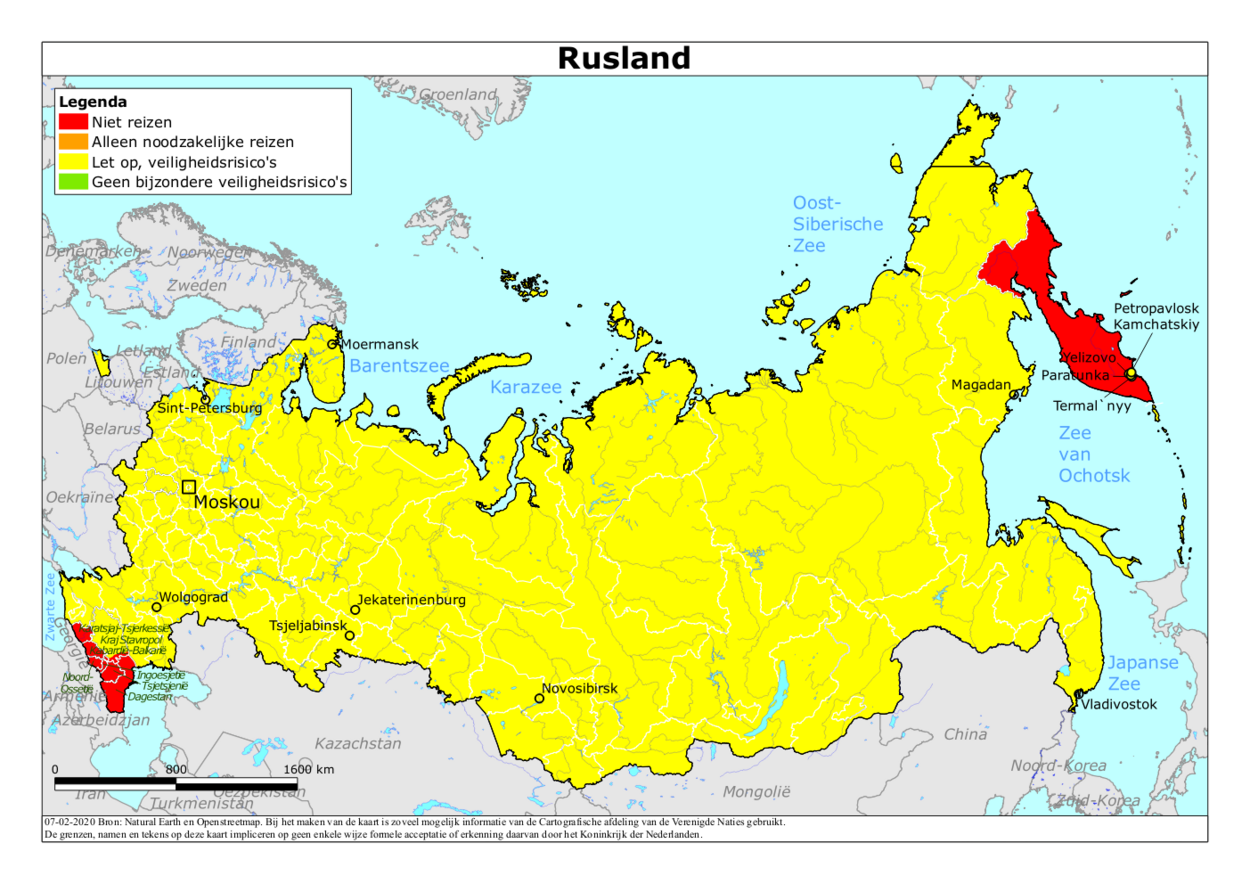 Rusland
Legenda
Niet reizen
Alleen noodzakelijke reizen
Let op, veiligheidsrisico's
Geen bijzondere veiligheidsrisico's
Groenland
Oost-
Siberische
Zee
Denemarken
Noorwegen
Zweden
Finland
Moermansk
Barentszee
Karazee
Polen
Letland
Estland
Litouwen
Sint-Petersburg
Belarus
Oekraïne
Moskou
Petropavlosk
Kamchatskiy
Yelizovo
Paratunka
Termal`nyy
Magadan
Zee
van
Ochotsk
Zwarte Zee
Wolgograd
Jekaterinenburg
Tsjeljabinsk
Karatsjaj-Tsjerkessië
Kraj Stavropol
Kabardië-Balkarië
Georgië
Noord-
Ossetië
Ingoesjetië
Tsjetsjenië
Dagestan
Armenië
Azerbeidzjan
Novosibirsk
Japanse
Zee
Vladivostok
Kazachstan
China
Noord-Korea
Zuid-Korea
Mongolië
0 800 1600 km
Iran
Turkmenistan
Oezpekistan
07-02-2020 Bron: Natural Earth en Openstreetmap. Bij het maken van de kaart is zoveel mogelijk informatie van de Cartografische afdeling van de Verenigde Naties gebruikt.
De grenzen, namen en tekens op deze kaart impliceren op geen enkele wijze formele acceptatie of erkenning daarvan door het Koninkrijk der Nederlanden.